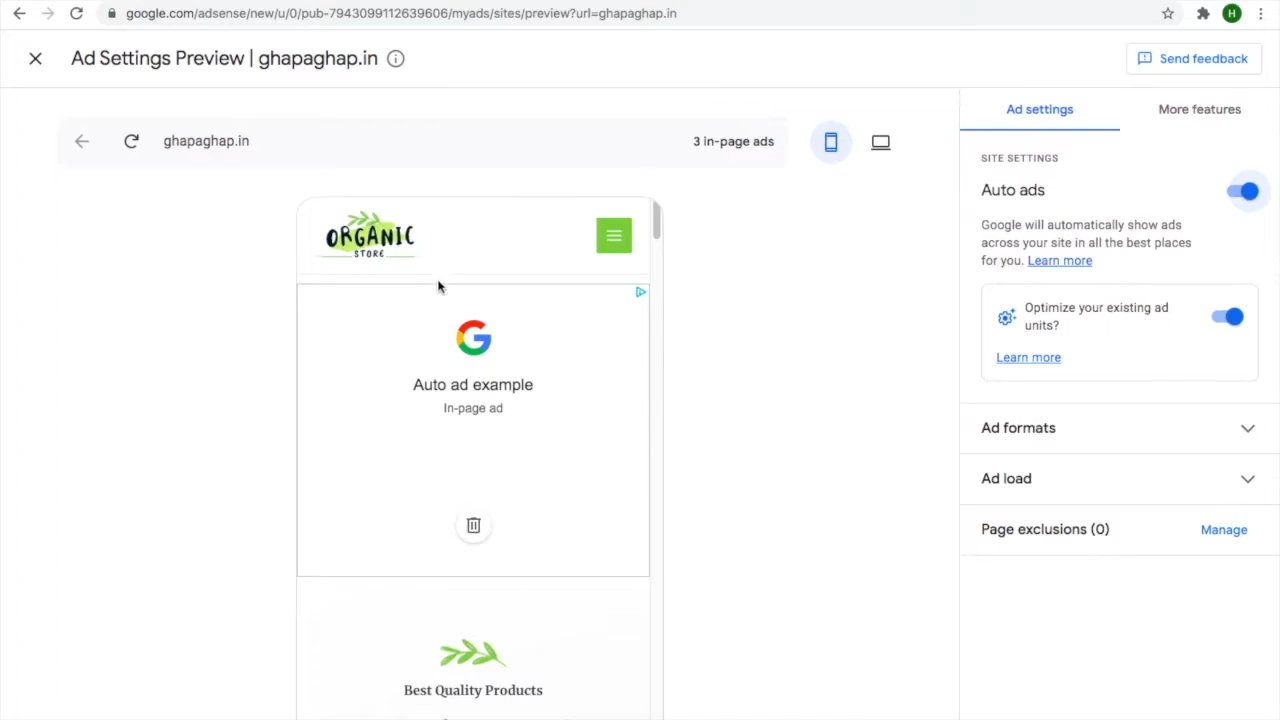 google.com/adsense/new/u/0/pub-7943099112639606/myads/sites/preview?url=ghapaghap.in
H
Ad Settings Preview | ghapaghap.in
Send feedback
ghapaghap.in
3 in-page ads
Ad settings
More features
SITE SETTINGS
Auto ads
Google will automatically show ads
across your site in all the best places
for you. Learn more
Optimize your existing ad
units?
Learn more
Ad formats
Ad load
Page exclusions (0)
Manage
ORGANIC
STORE
Auto ad example
In-page ad
Best Quality Products